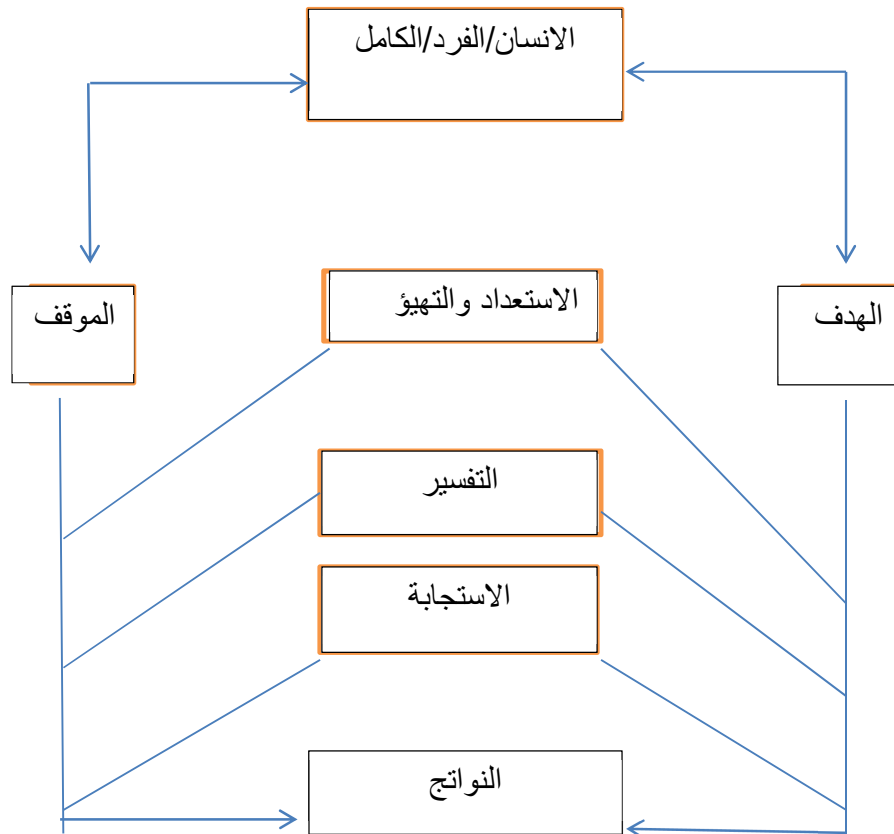 الانسان/الفرد/الكامل
الهدف
الاستعداد والتهيؤ
الموقف
التفسير
الاستجابة
النواتج